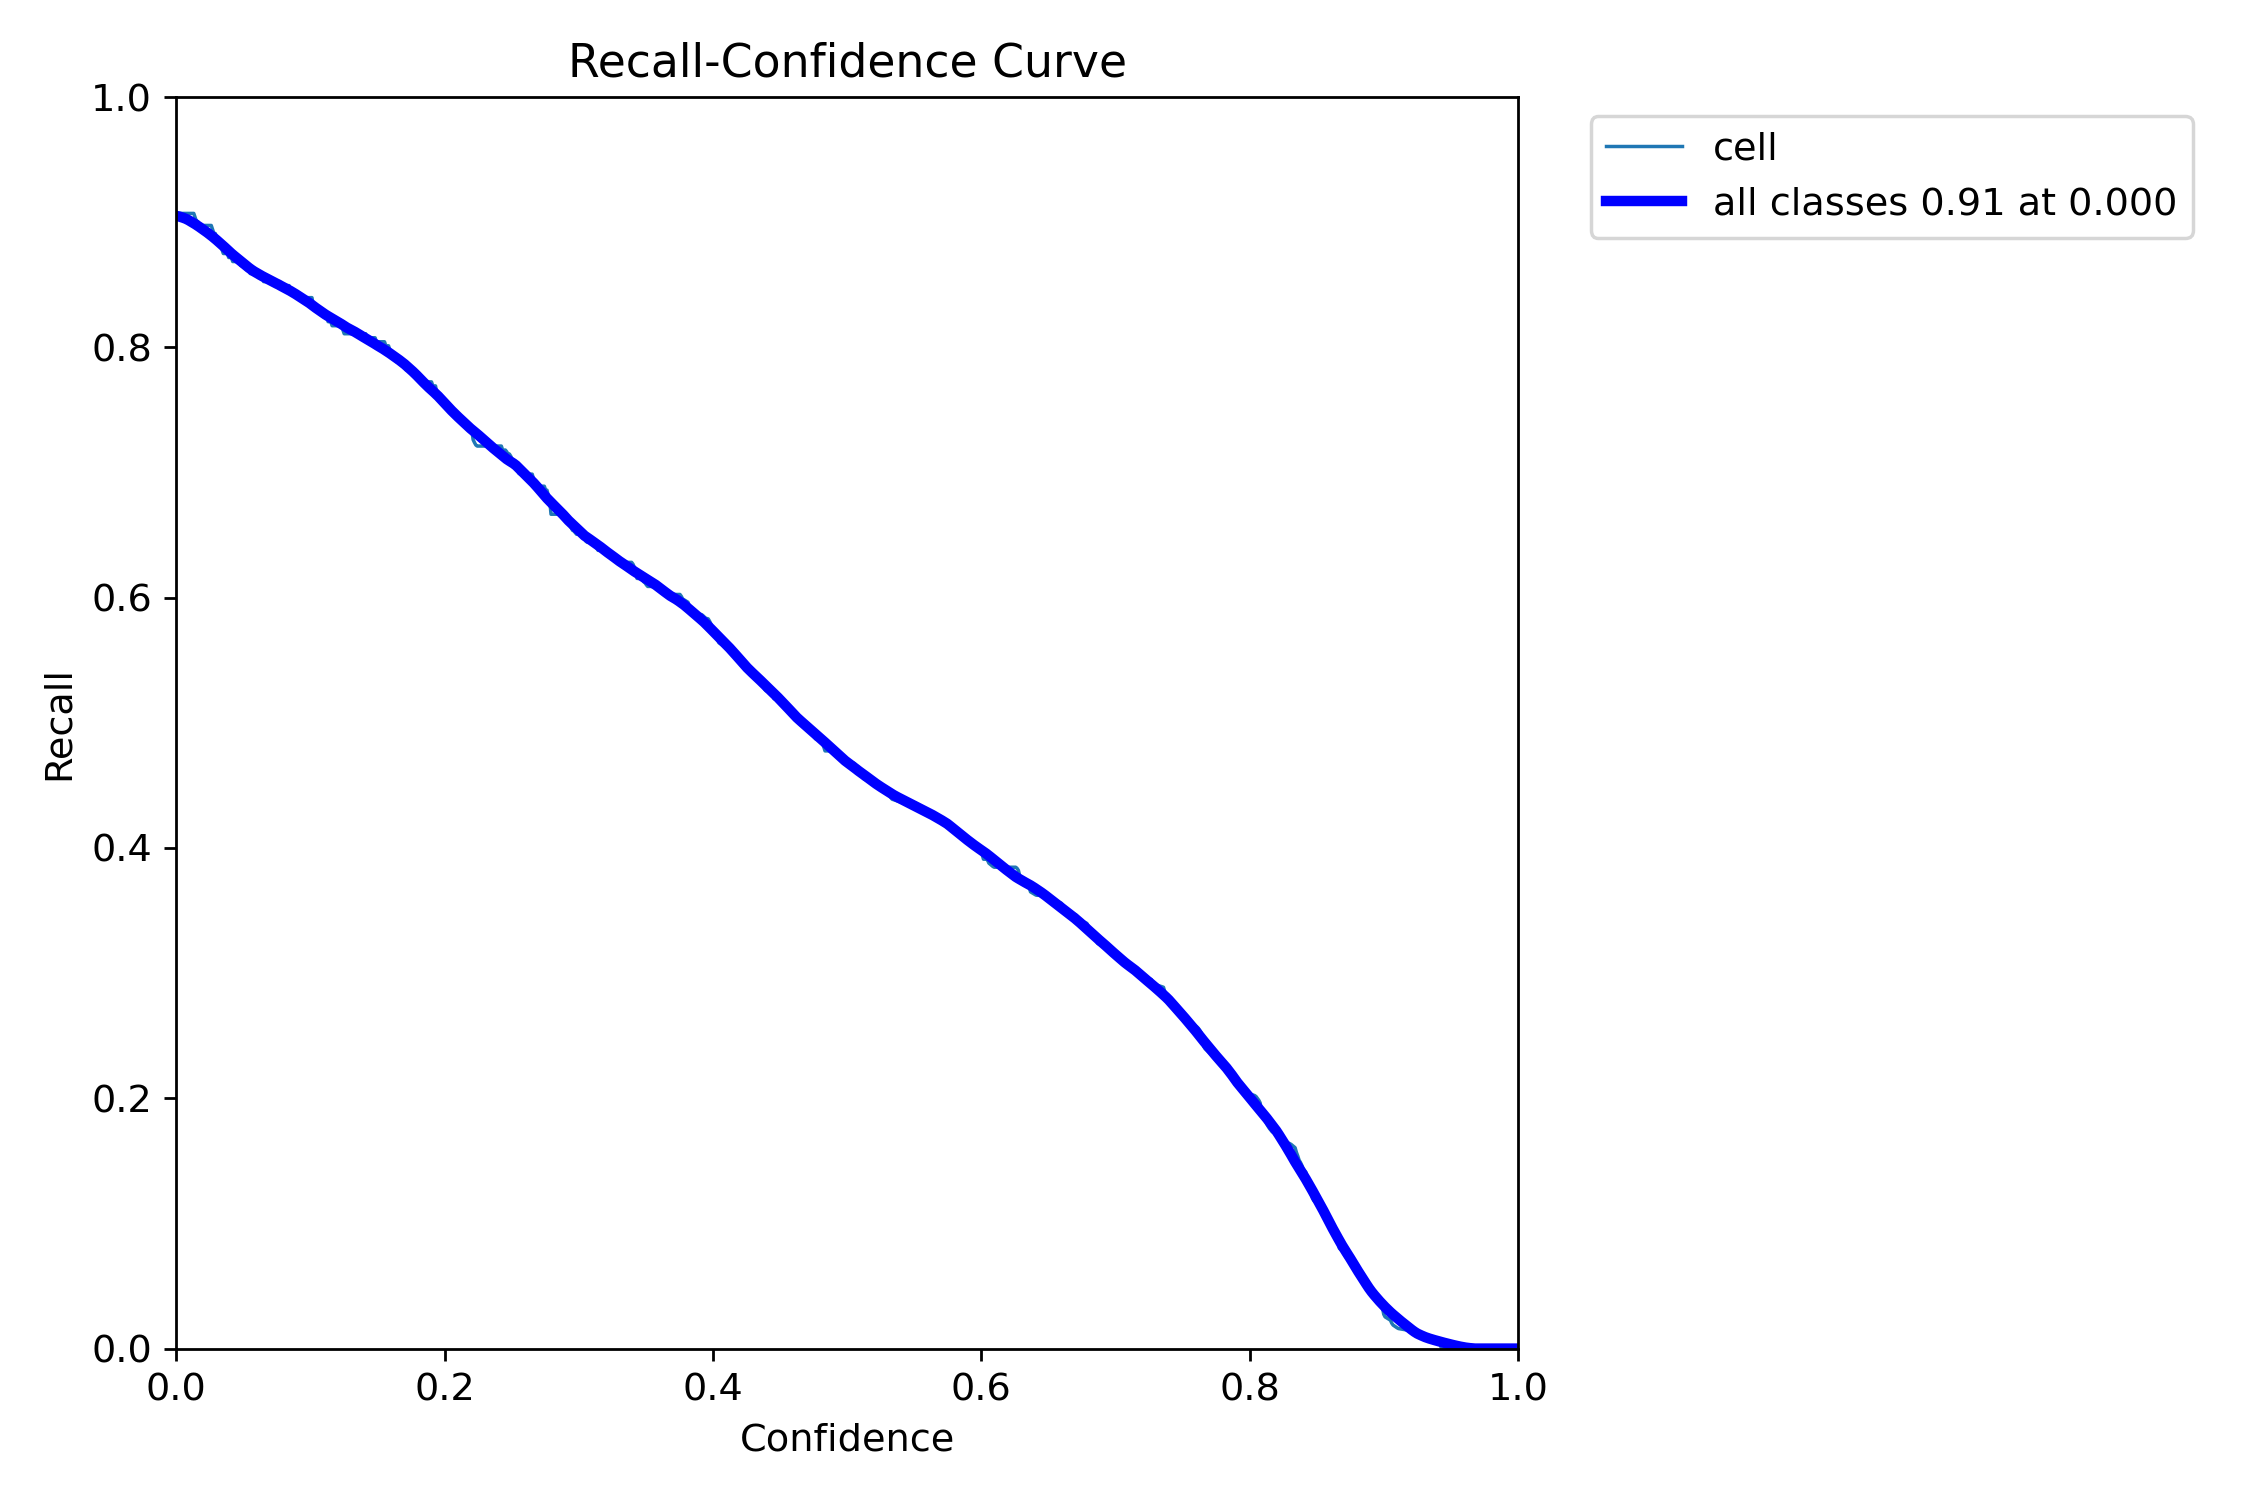 Recall-Confidence Curve
1.0
0.8
0.6
0.4
0.2
0.0
Recall
0.0 0.2 0.4 0.6 0.8 1.0
Confidence
cell
all classes 0.91 at 0.000